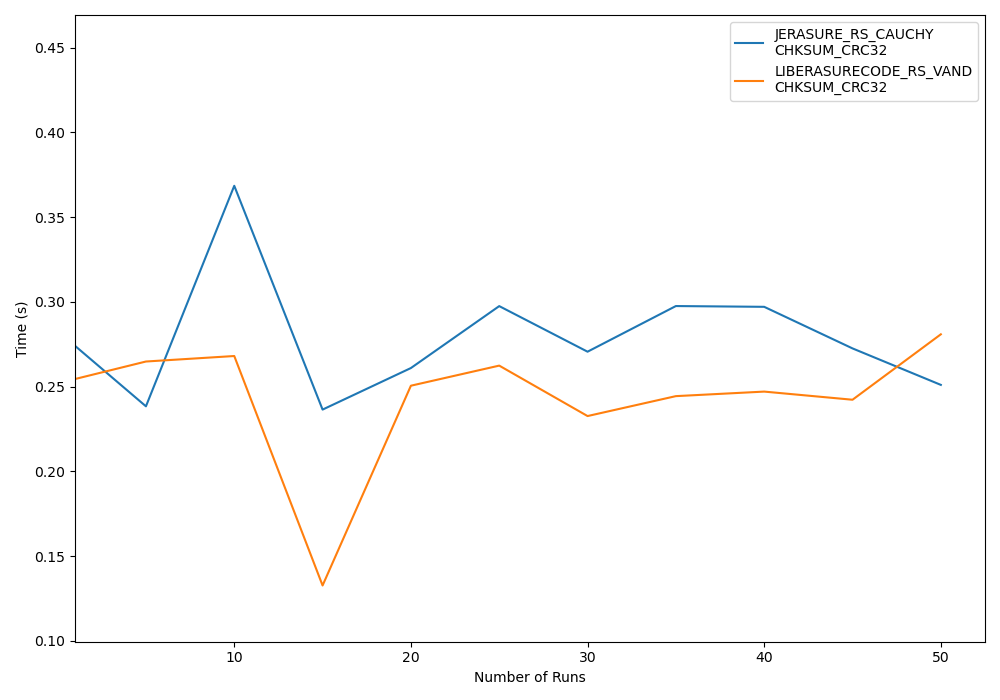 JERASURE_RS_CAUCHY
CHKSUM_CRC32
LIBERASURECODE_RS_VAND
CHKSUM_CRC32
0.45
0.40
0.35
0.30
0.25
0.20
0.15
0.10
Time (s)
10 20 30 40 50
Number of Runs